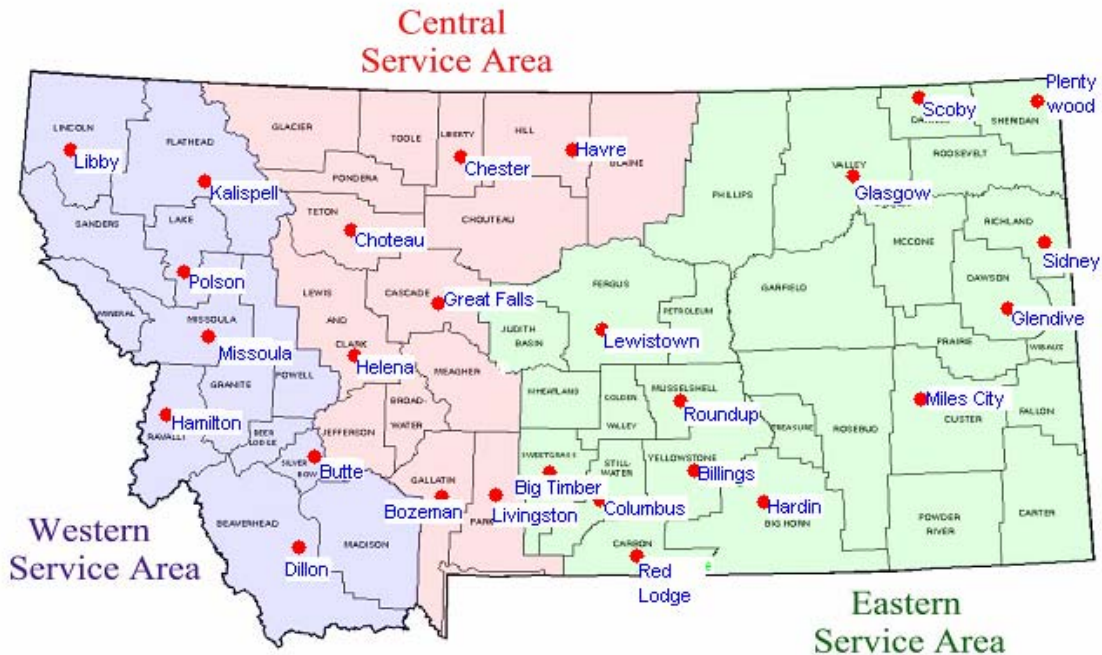 Central
Service Area
Plenty
wood
Scoby
SHERIDAN
LINCOLN
Libby
FLATHEAD
Kalispell
GLACIER
TOOLE
LIBERTY
HILL
Chester
Havre
BLAINE
PHILLIPS
VALLEY
Glasgow
ROOSEVELT
PONDERA
TETON
Choteau
CHOUTEAU
SANDERS
LAKE
Polson
RICHLAND
Sidney
MCCONE
DAWSON
Glendive
LEWIS
AND
CLARK
CASCADE
Great Falls
FERGUS
PETROLEUM
GARFIELD
JUDITH
BASIN
Lewistown
MINERAL
MISSOULA
Missoula
Helena
MEAGHER
PRAIRIE
WIBAUX
GRANITE
POWELL
WHEATLAND
GOLDEN
VALLEY
MUSSELSHELL
Roundup
TREASURE
ROSEBUD
Miles City
CUSTER
FALLON
Hamilton
RAVALLI
DEER
LODGE
JEFFERSON
BROAD-
WATER
SILVER
BOW
Butte
GALLATIN
Bozeman
PARK
Livingston
SWEETGRASS
Big Timber
STILL-
WATER
Columbus
YELLOWSTONE
Billings
Hardin
BIG HORN
POWDER
RIVER
CARTER
Western
Service Area
BEAVERHEAD
MADISON
Dillon
CARBON
Red
Lodge
Eastern
Service Area